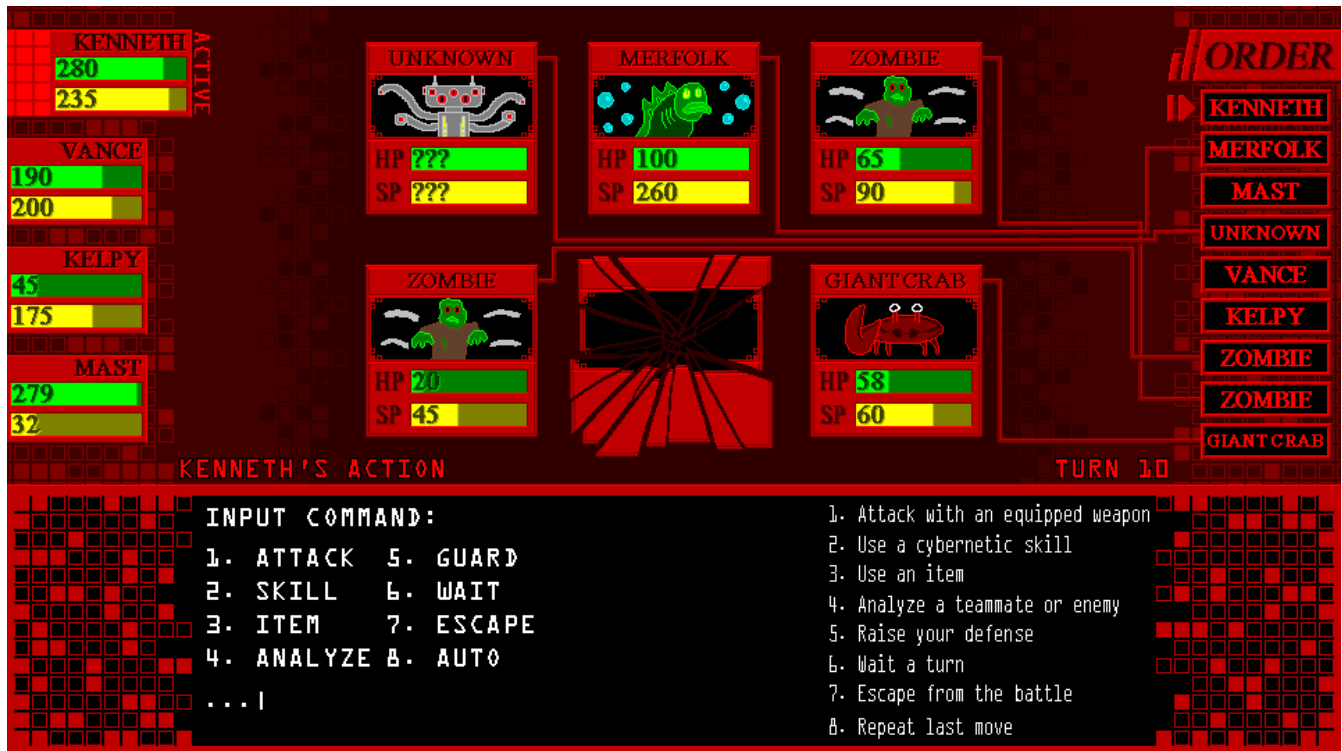 KENNETH
280
235
ACTIVE
VANCE
190
200
KELPY
45
175
MAST
279
32
UNKNOWN
HP ???
SP ???
MERFOLK
HP 100
SP 260
ZOMBIE
HP 65
SP 90
ZOMBIE
HP 20
SP 45
GIANT CRAB
HP 58
SP 60
ORDER
KENNETH
MERFOLK
MAST
UNKNOWN
VANCE
KELPY
ZOMBIE
ZOMBIE
GIANT CRAB
KENNETH'S ACTION
TURN 10
INPUT COMMAND:
1. ATTACK 5. GUARD
2. SKILL 6. WAIT
3. ITEM 7. ESCAPE
4. ANALYZE 8. AUTO
...|
1. Attack with an equipped weapon
2. Use a cybernetic skill
3. Use an item
4. Analyze a teammate or enemy
5. Raise your defense
6. Wait a turn
7. Escape from the battle
8. Repeat last move